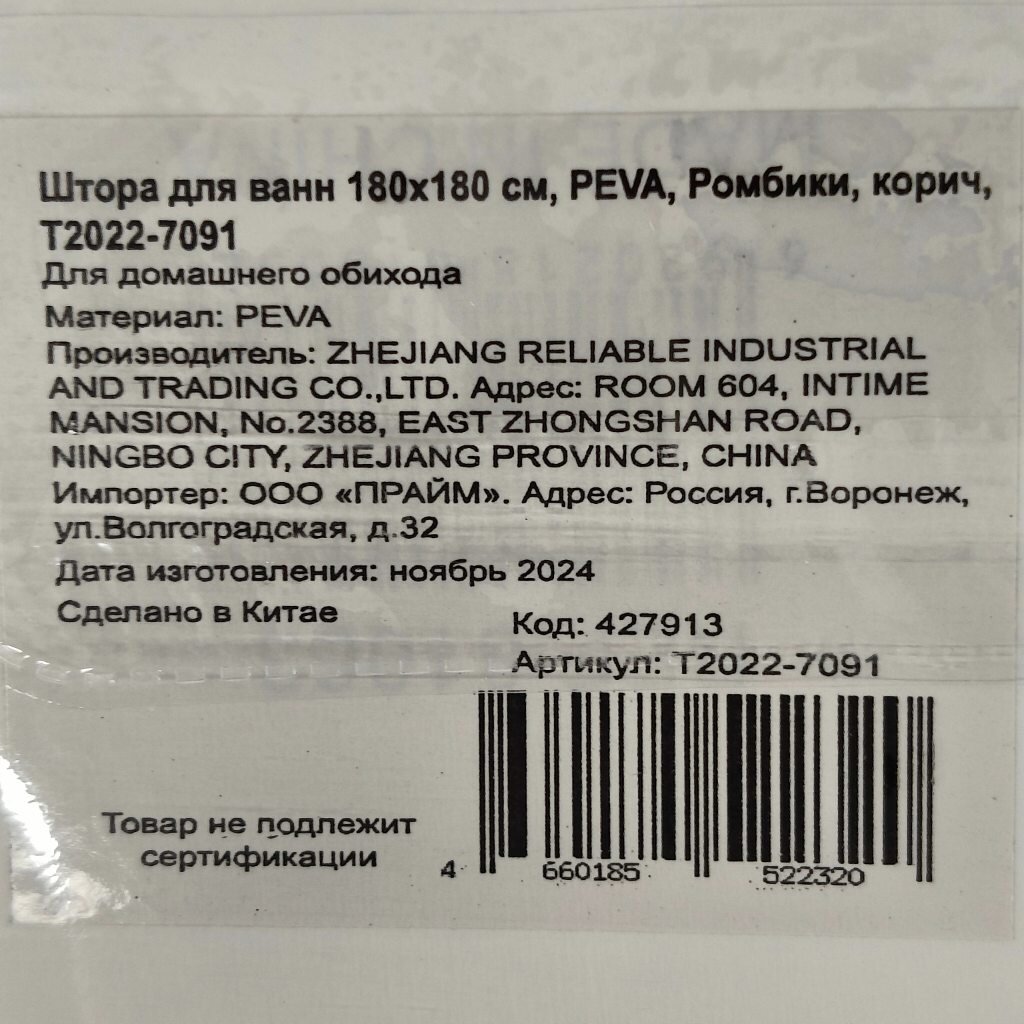 Штора для ванн 180х180 см, PEVA, Ромбики, корич,
Т2022-7091
Для домашнего обихода
Материал: PEVA
Производитель: ZHEJIANG RELIABLE INDUSTRIAL
AND TRADING CO.,LTD. Адрес: ROOM 604, INTIME
MANSION, No.2388, EAST ZHONGSHAN ROAD,
NINGBO CITY, ZHEJIANG PROVINCE, CHINA
Импортер: ООО «ПРАЙМ». Адрес: Россия, г.Воронеж,
ул.Волгоградская, д.32
Дата изготовления: ноябрь 2024
Сделано в Китае
Код: 427913
Артикул: Т2022-7091
Товар не подлежит
сертификации
4 660185 522320